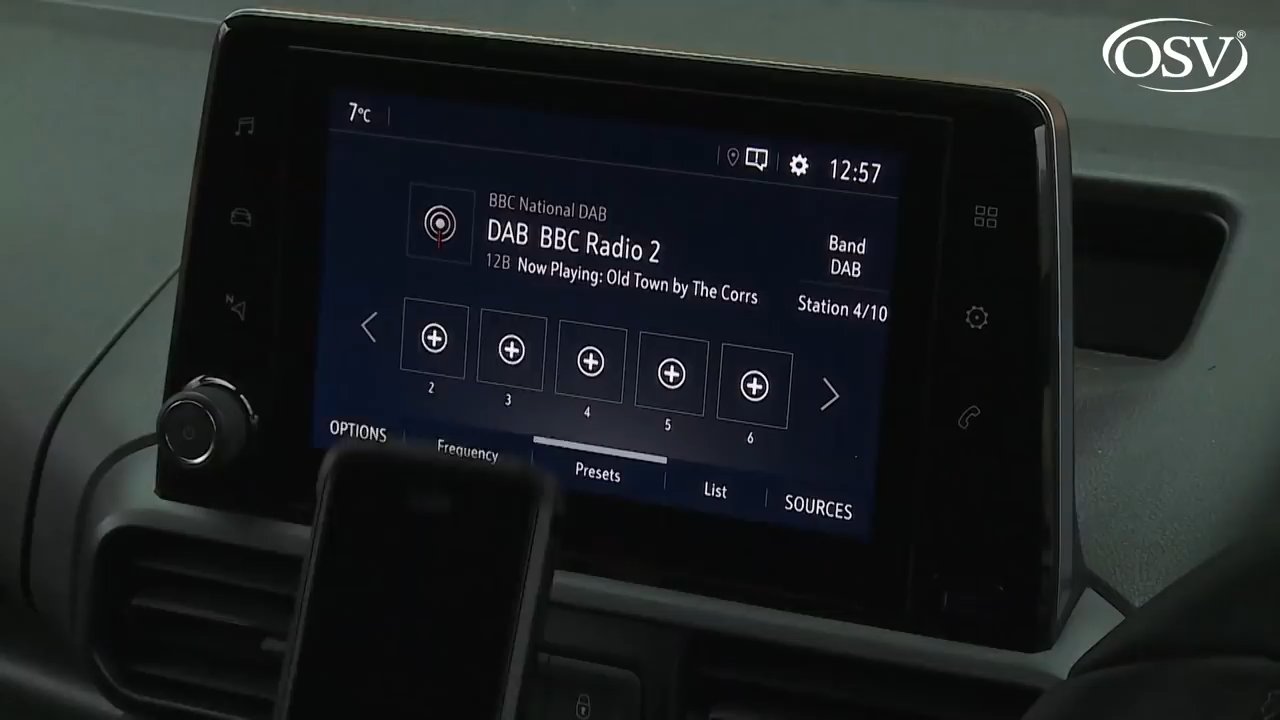 OSV®
7°C
12:57
BBC National DAB
DAB BBC Radio 2
12B Now Playing: Old Town by The Corrs
Band
DAB
Station 4/10
2 3 4 5 6
OPTIONS Frequency Presets List SOURCES
N